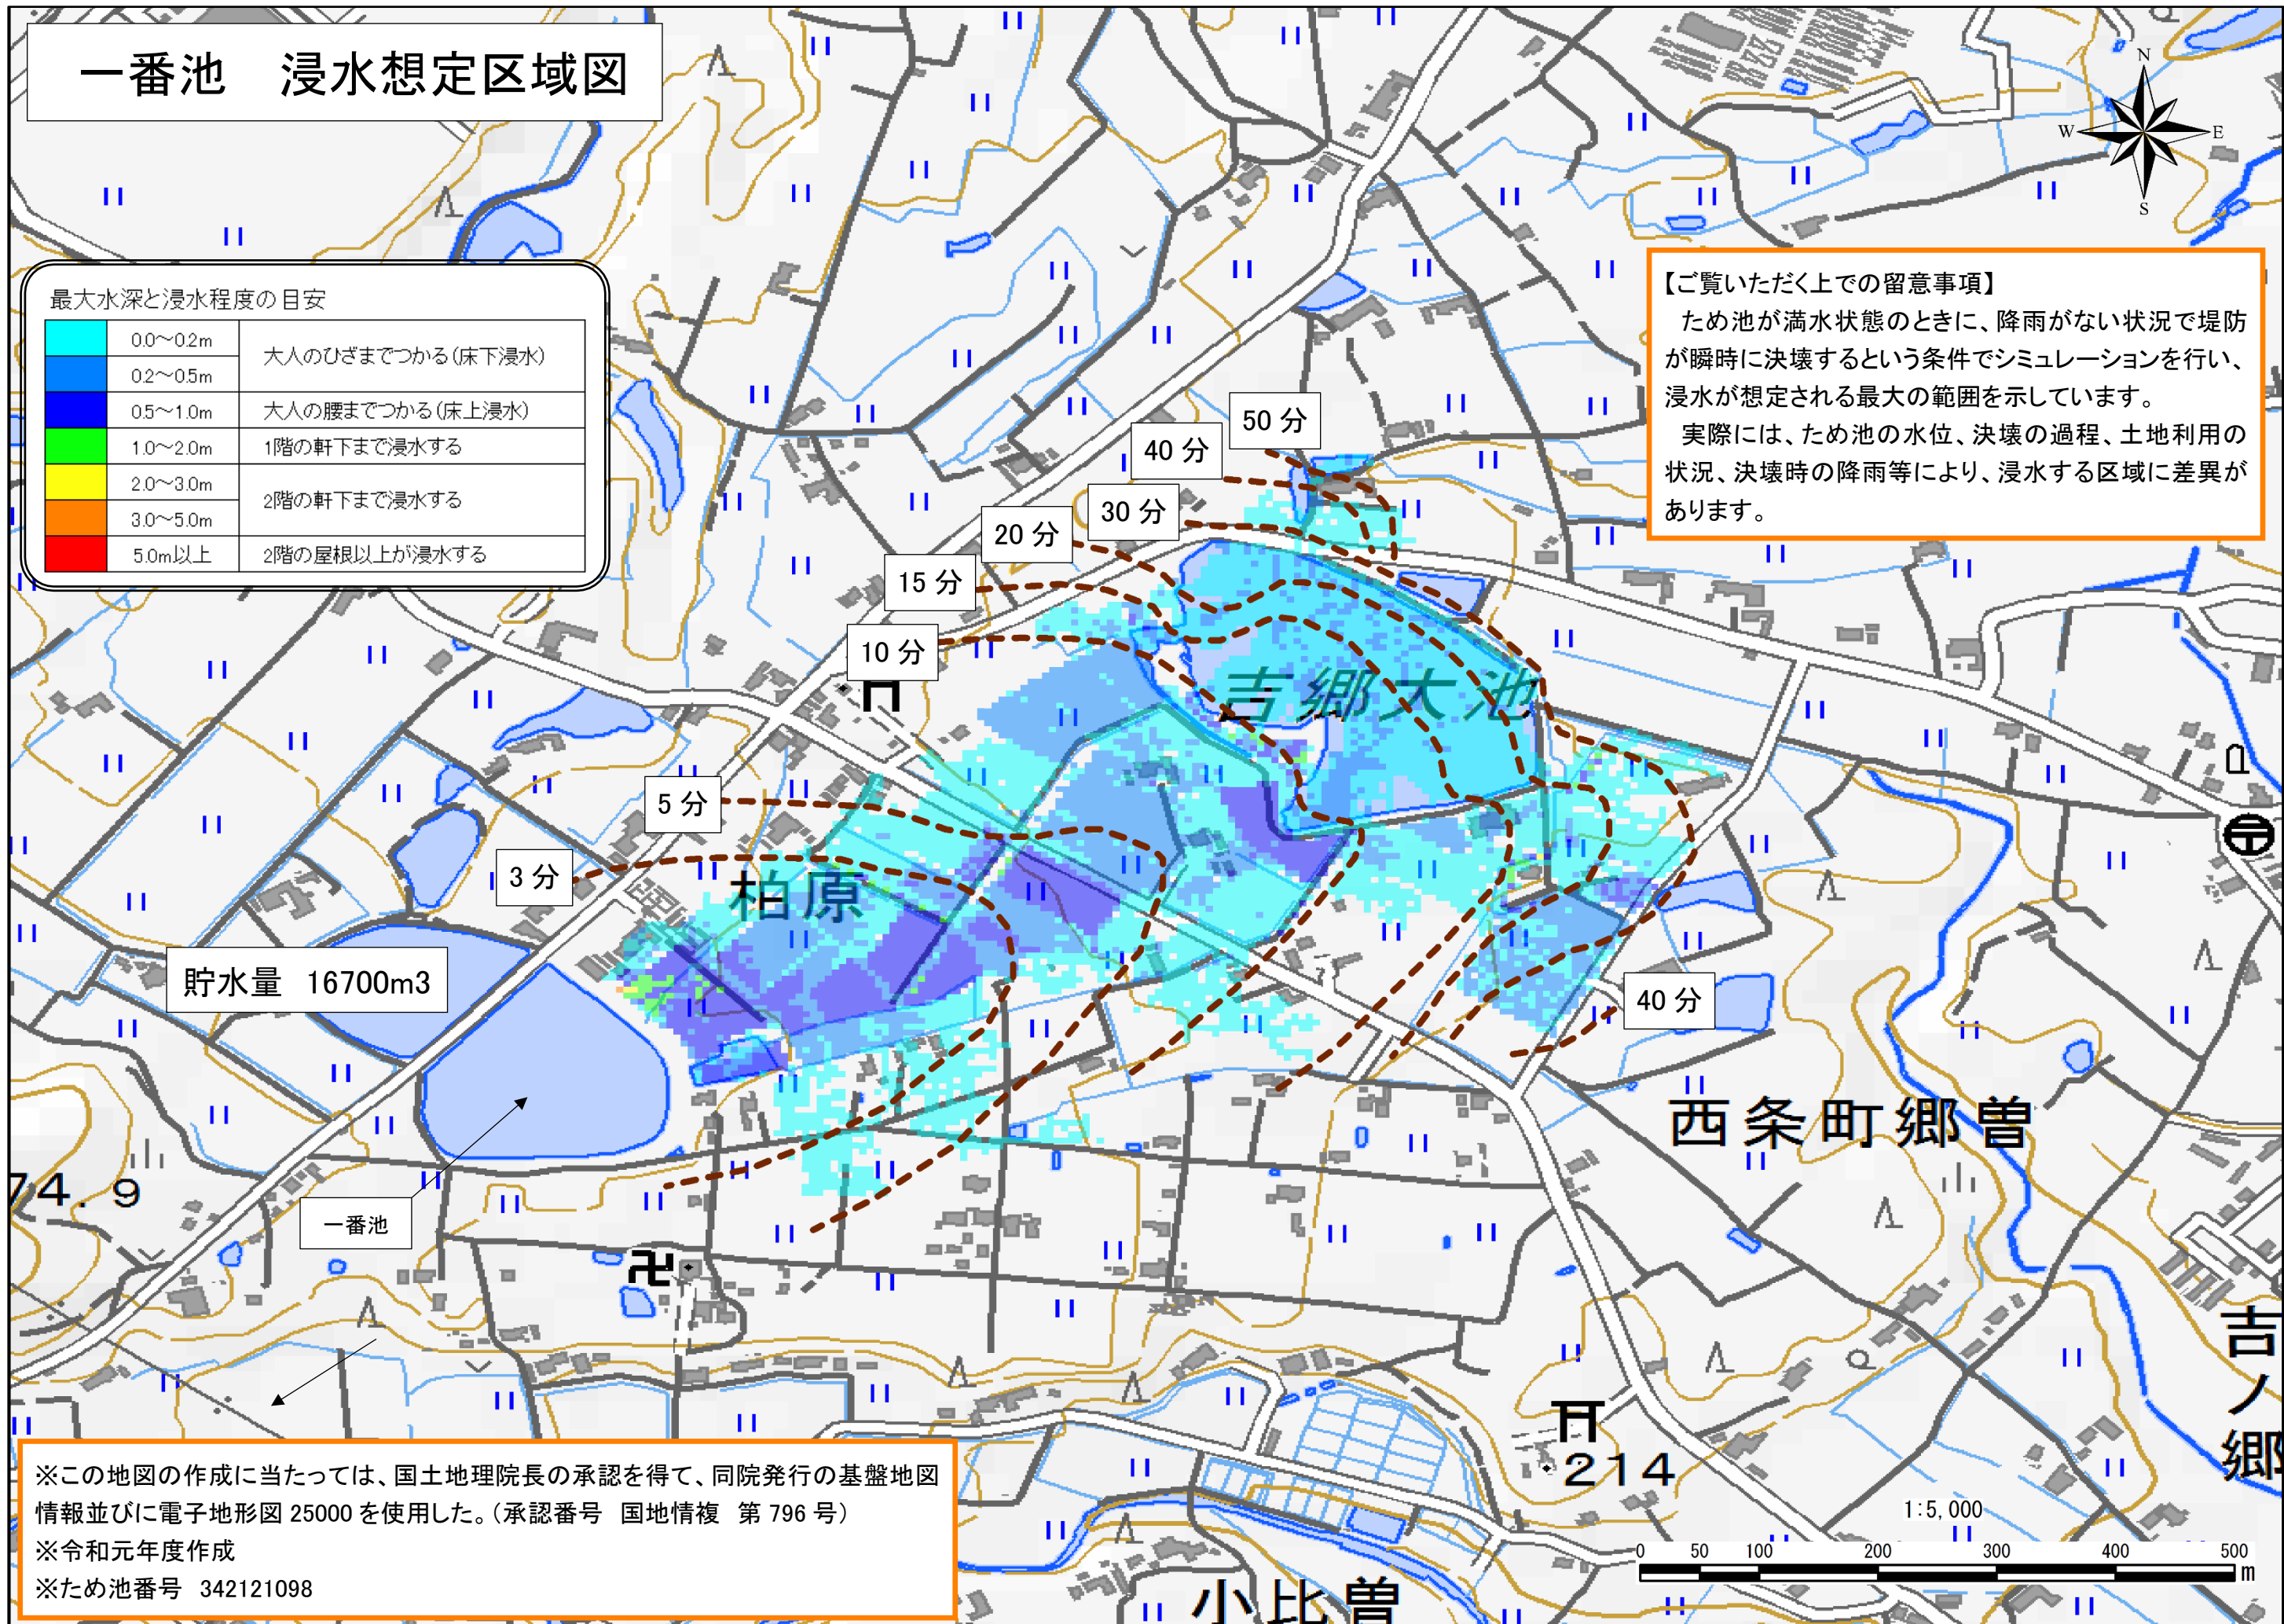 一番池　浸水想定区域図
N
W
E
S
最大水深と浸水程度の目安
0.0～0.2m
大人のひざまでつかる(床下浸水)
0.2～0.5m
0.5～1.0m
大人の腰までつかる(床上浸水)
1.0～2.0m
1階の軒下まで浸水する
2.0～3.0m
2階の軒下まで浸水する
3.0～5.0m
5.0m以上
2階の屋根以上が浸水する
【ご覧いただく上での留意事項】
ため池が満水状態のときに、降雨がない状況で堤防
が瞬時に決壊するという条件でシミュレーションを行い、
浸水が想定される最大の範囲を示しています。
実際には、ため池の水位、決壊の過程、土地利用の
状況、決壊時の降雨等により、浸水する区域に差異が
あります。
50 分
40 分
30 分
20 分
15 分
10 分
5 分
3 分
吉郷大池
柏原
貯水量　16700m3
40 分
西条町郷曽
74.9
一番池
吉ノ郷
214
小比曽
1:5,000
0 50 100 200 300 400 500
m
※この地図の作成に当たっては、国土地理院長の承認を得て、同院発行の基盤地図
情報並びに電子地形図 25000 を使用した。（承認番号　国地情複　第 796 号）
※令和元年度作成
※ため池番号　342121098